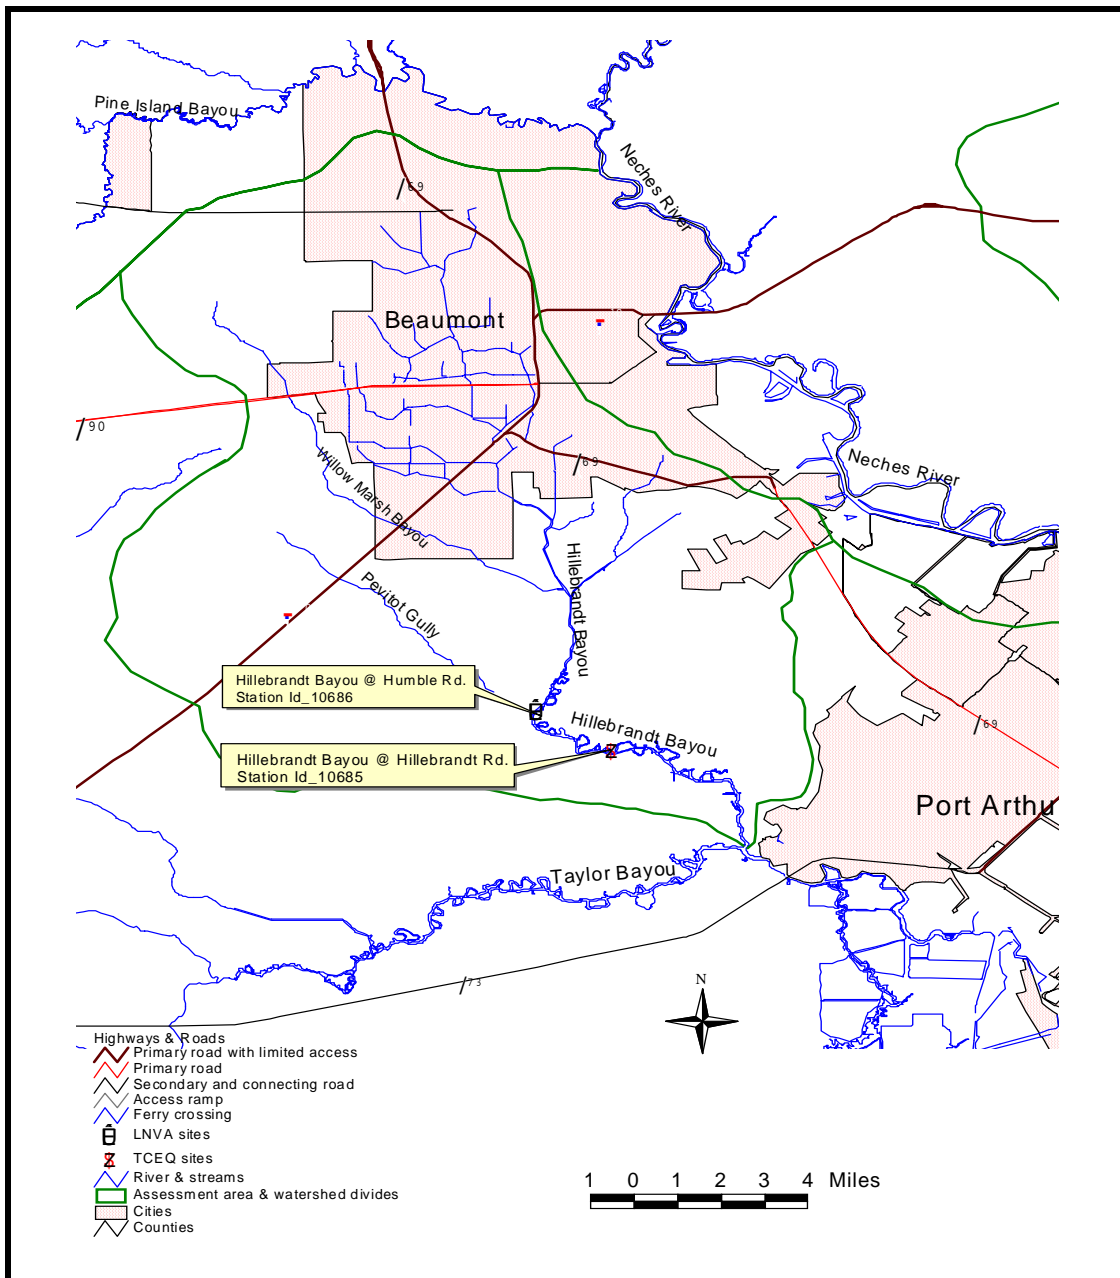 Pine Island Bayou
Neches River
69
Beaumont
90
69
Neches River
Willow Marsh Bayou
Hillebrandt Bayou
Pevitot Gully
Hillebrandt Bayou @ Humble Rd.
Station Id_10686
Hillebrandt Bayou
69
Hillebrandt Bayou @ Hillebrandt Rd.
Station Id_10685
Port Arthu
Taylor Bayou
73
N
Highways & Roads
Primary road with limited access
Primary road
Secondary and connecting road
Access ramp
Ferry crossing
LNVA sites
TCEQ sites
River & streams
Assessment area & watershed divides
Cities
Counties
1 0 1 2 3 4 Miles